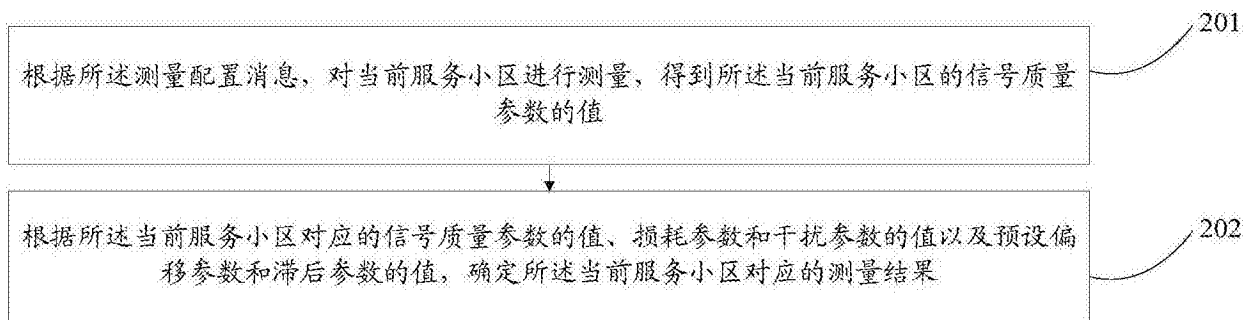 201
根据所述测量配置消息，对当前服务小区进行测量，得到所述当前服务小区的信号质量
参数的值
202
根据所述当前服务小区对应的信号质量参数的值、损耗参数和干扰参数的值以及预设偏
移参数和滞后参数的值，确定所述当前服务小区对应的测量结果